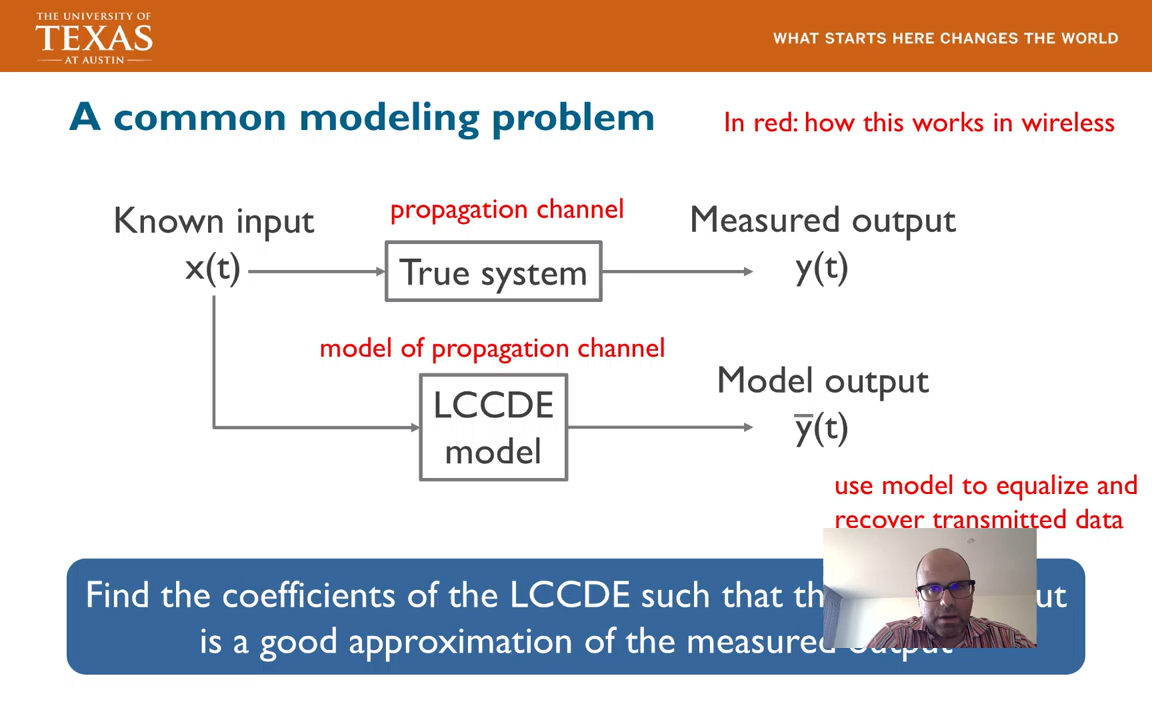 THE UNIVERSITY OF
TEXAS
AT AUSTIN
WHAT STARTS HERE CHANGES THE WORLD
A common modeling problem
In red: how this works in wireless
propagation channel
Known input
x(t)
True system
Measured output
y(t)
model of propagation channel
LCCDE
model
Model output
y̅(t)
use model to equalize and
recover transmitted data
Find the coefficients of the LCCDE such that
is a good approximation of the measured output